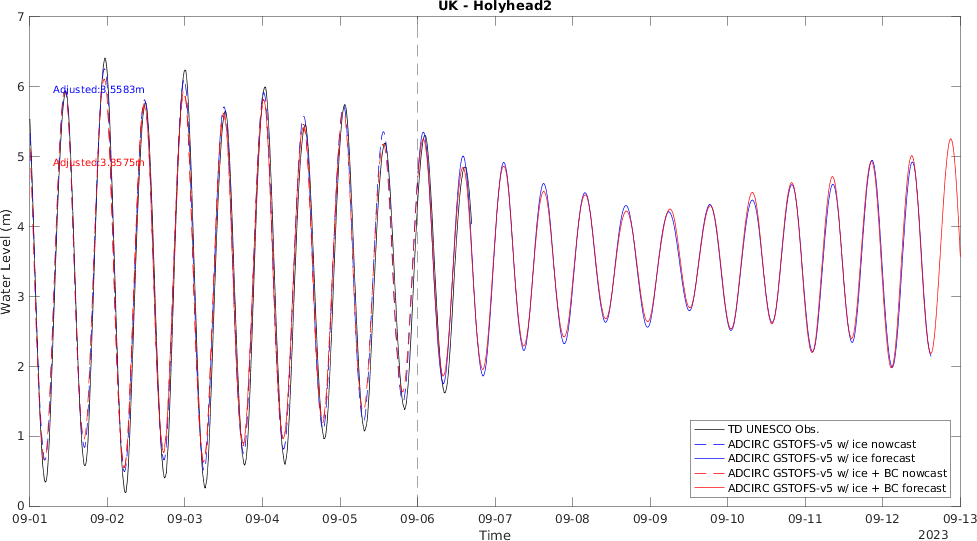 UK - Holyhead2
7
6
5
4
3
2
1
0
Water Level (m)
Adjusted:3.5583m
Adjusted:3.3575m
TD UNESCO Obs.
ADCIRC GSTOFS-v5 w/ ice nowcast
ADCIRC GSTOFS-v5 w/ ice forecast
ADCIRC GSTOFS-v5 w/ ice + BC nowcast
ADCIRC GSTOFS-v5 w/ ice + BC forecast
09-01 09-02 09-03 09-04 09-05 09-06 09-07 09-08 09-09 09-10 09-11 09-12 09-13
Time
2023